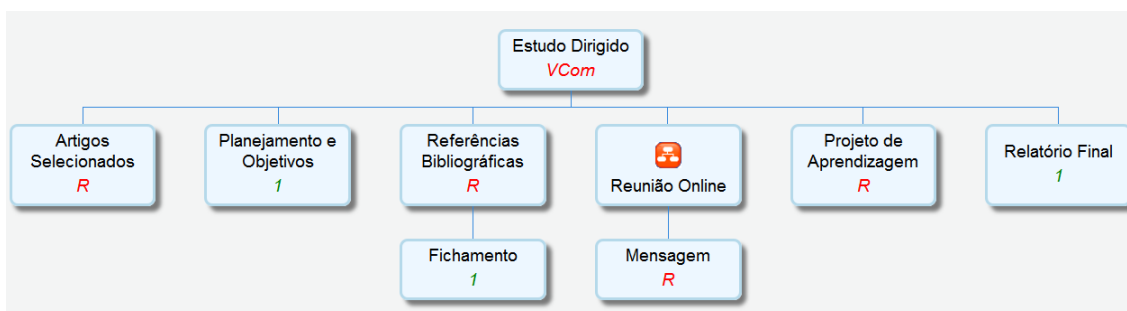 Estudo Dirigido
VCom
Artigos
Selecionados
R
Planejamento e
Objetivos
1
Referências
Bibliográficas
R
Reunião Online
Projeto de
Aprendizagem
R
Relatório Final
1
Fichamento
1
Mensagem
R